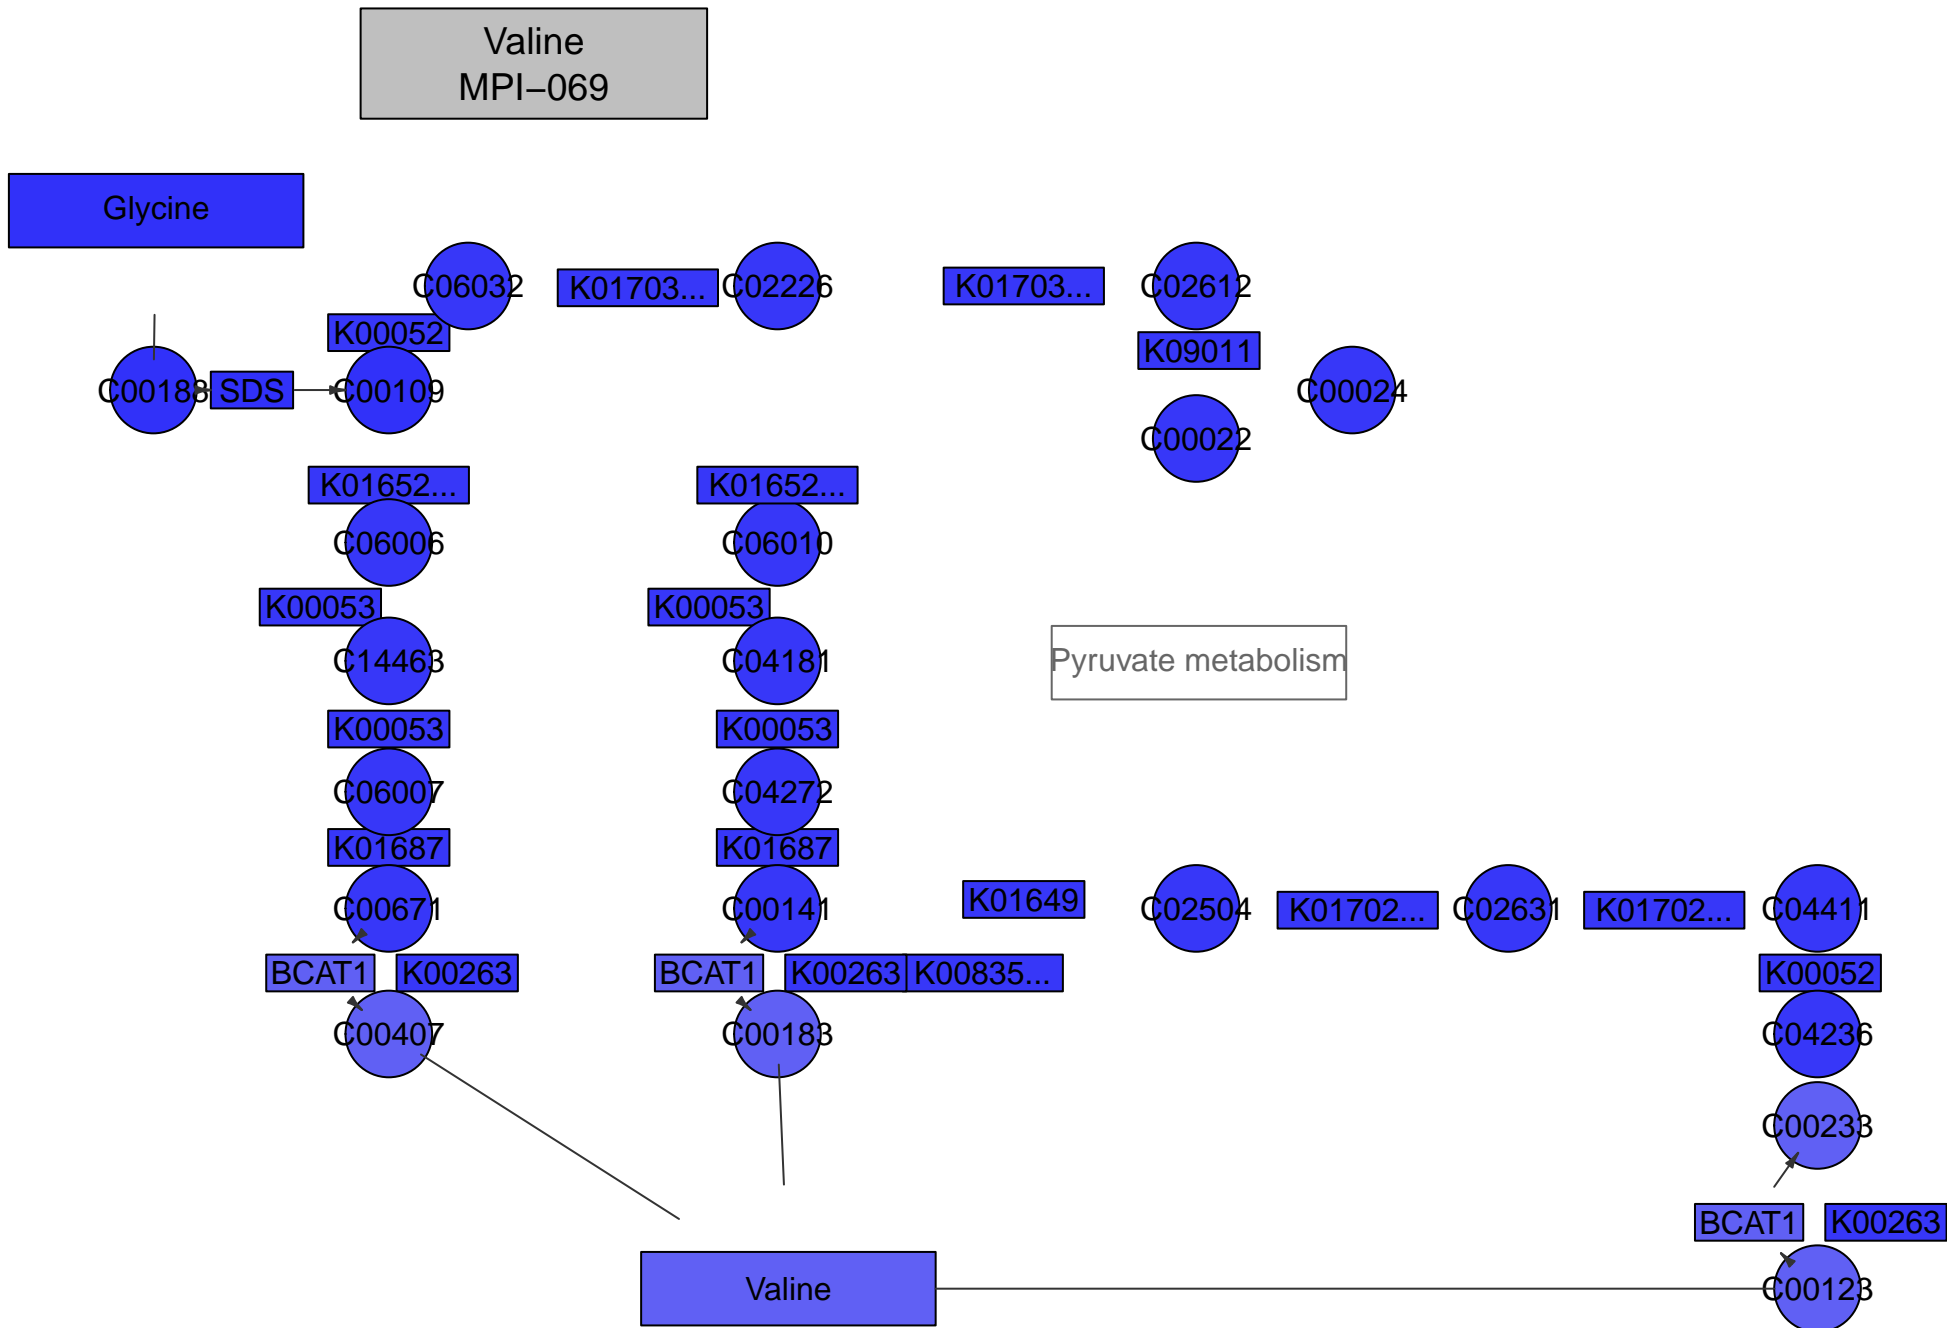 Valine
MPI−069
Glycine
C06032
K01703...
C02226
K01703...
C02612
K00052
K09011
C00188
SDS
C00109
C00024
C00022
K01652...
K01652...
C06006
C06010
K00053
K00053
C14463
C04181
Pyruvate metabolism
K00053
K00053
C06007
C04272
K01687
K01687
C00671
C00141
K01649
C02504
K01702...
C02631
K01702...
C04411
BCAT1
K00263
BCAT1
K00263
K00835...
K00052
C00407
C00183
C04236
C00233
BCAT1
K00263
Valine
C00123